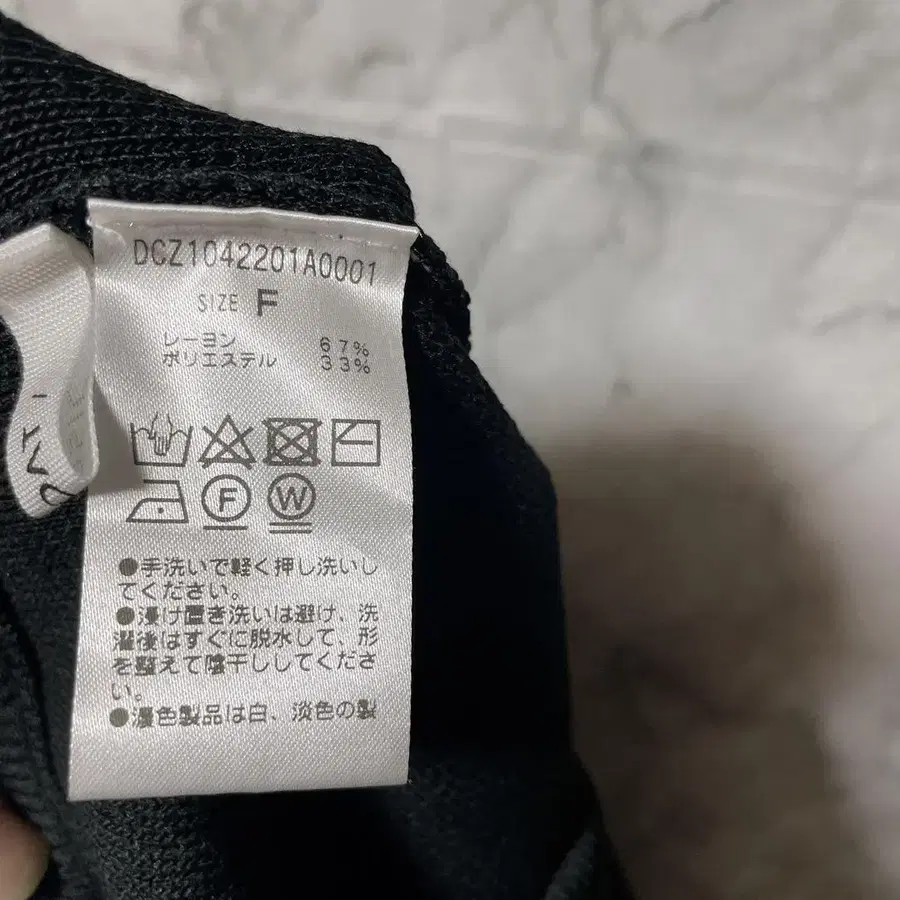 DCZ1042201A0001
SIZE F
レーヨン 67%
ポリエステル 33%
F W
●手洗いで軽く押し洗いし
てください。
●浸け置き洗いは避け、洗
濯後はすぐに脱水して、形
を整えて陰干ししてくださ
い。
●濃色製品は白、淡色の製